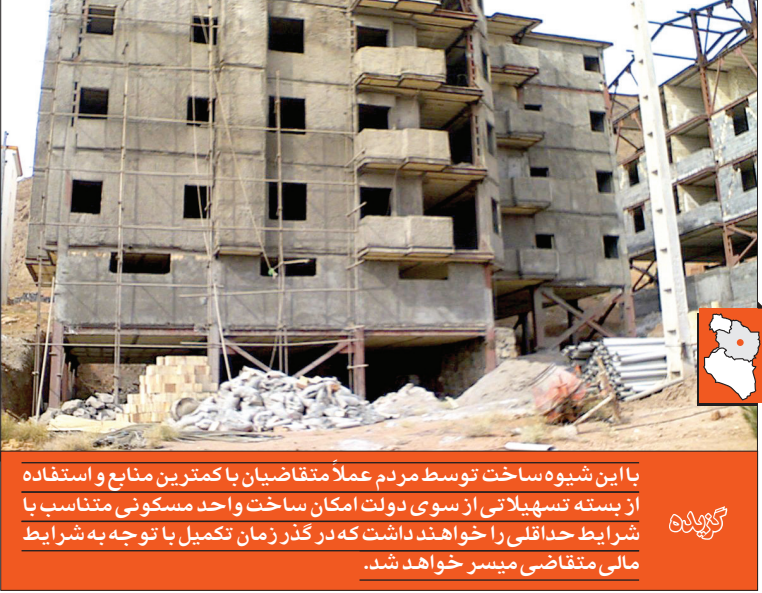 با این شیوه ساخت توسط مردم عملاً متقاضیان با کمترین منابع و استفاده
از بسته تسهیلاتی از سوی دولت امکان ساخت واحد مسکونی متناسب با
شرایط حداقلی را خواهند داشت که در گذر زمان تکمیل با توجه به شرایط
مالی متقاضی میسر خواهد شد.
گزیده